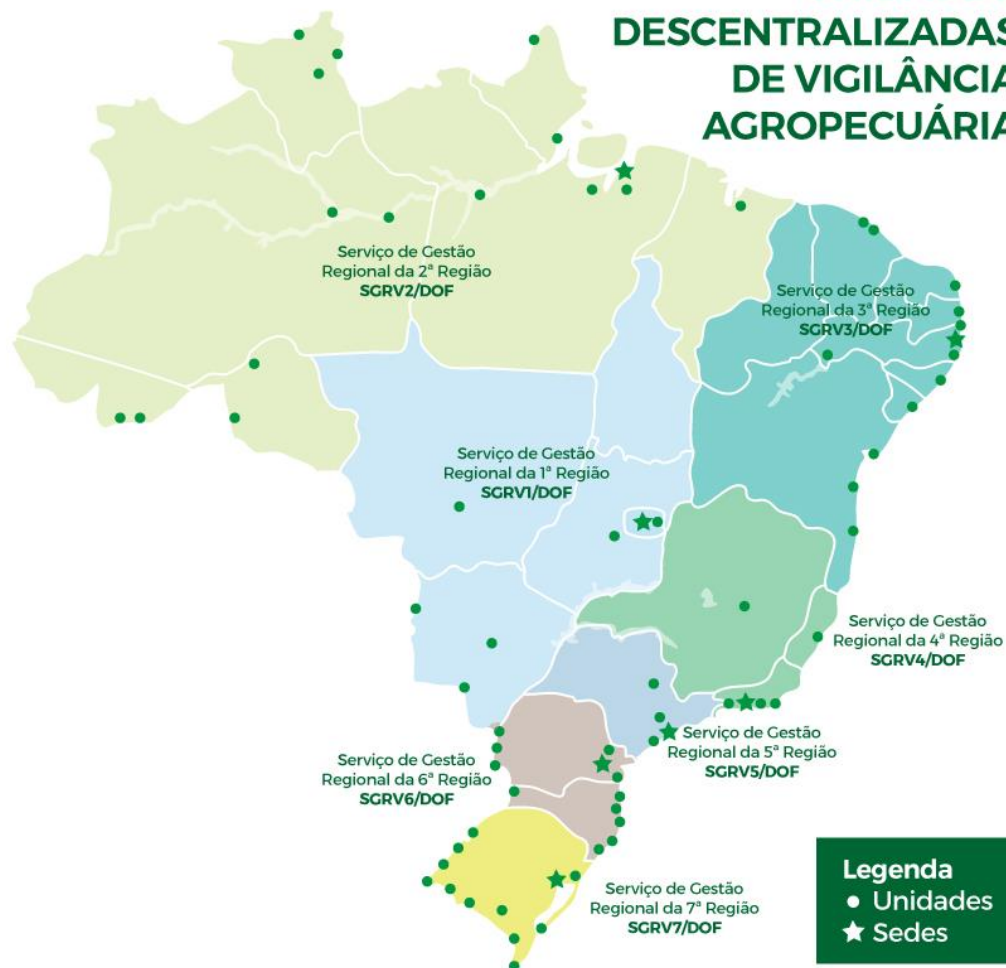 DESCENTRALIZADAS
DE VIGILÂNCIA
AGROPECUÁRIA
Serviço de Gestão
Regional da 2ª Região
SGRV2/DOF
Serviço de Gestão
Regional da 3ª Região
SGRV3/DOF
Serviço de Gestão
Regional da 1ª Região
SGRV1/DOF
Serviço de Gestão
Regional da 4ª Região
SGRV4/DOF
Serviço de Gestão
Regional da 5ª Região
SGRV5/DOF
Serviço de Gestão
Regional da 6ª Região
SGRV6/DOF
Serviço de Gestão
Regional da 7ª Região
SGRV7/DOF
Legenda
Unidades
Sedes